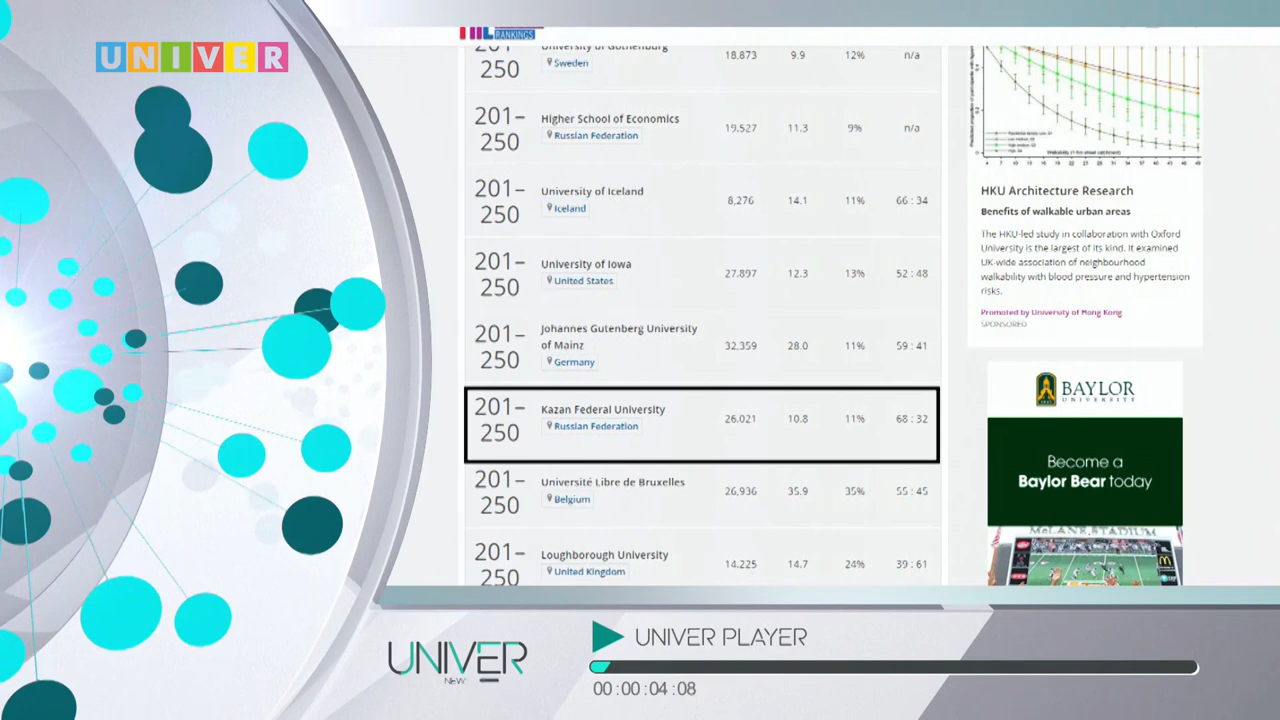 UNIVER
RANKINGS
201–
250
University of Gothenburg
Sweden
18,873 9.9 12% n/a
201–
250
Higher School of Economics
Russian Federation
19,527 11.3 9% n/a
201–
250
University of Iceland
Iceland
8,276 14.1 11% 66 : 34
201–
250
University of Iowa
United States
27,897 12.3 13% 52 : 48
201–
250
Johannes Gutenberg University
of Mainz
Germany
32,359 28.0 11% 59 : 41
201–
250
Kazan Federal University
Russian Federation
26,021 10.8 11% 68 : 32
201–
250
Université Libre de Bruxelles
Belgium
26,936 35.9 35% 55 : 45
201–
250
Loughborough University
United Kingdom
14,225 14.7 24% 39 : 61
HKU Architecture Research
Benefits of walkable urban areas
The HKU-led study in collaboration with Oxford
University is the largest of its kind. It examined
UK-wide association of neighbourhood
walkability with blood pressure and hypertension
risks.
Promoted by University of Hong Kong
SPONSORED
BAYLOR
UNIVERSITY
Become a
Baylor Bear today
McLANE STADIUM
UNIVER
NEW
UNIVER PLAYER
00:00:04:08